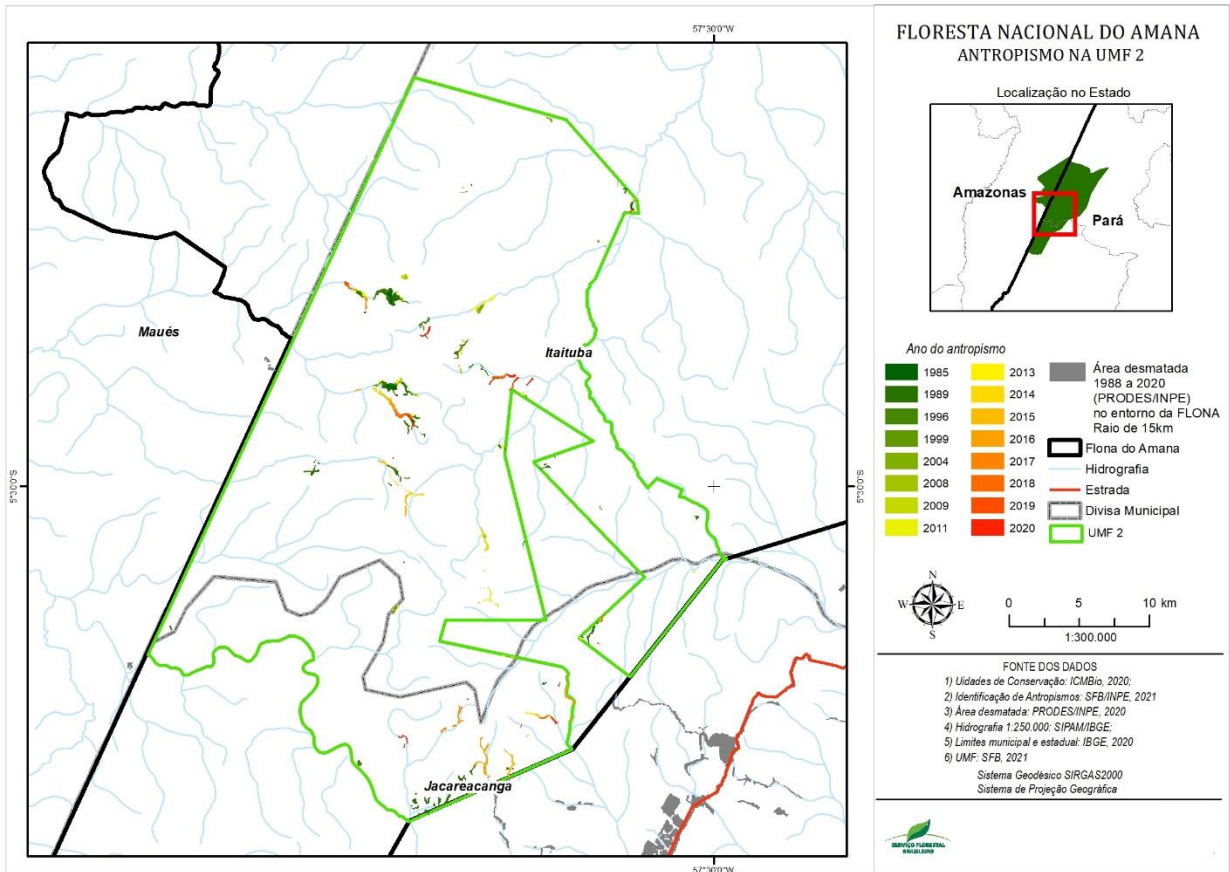 57°30'0"W
5°30'0"S
Maués
Itaituba
Jacareacanga
5°30'0"S
57°30'0"W
FLORESTA NACIONAL DO AMANA
ANTROPISMO NA UMF 2
Localização no Estado
Amazonas
Pará
Ano do antropismo
1985
1989
1996
1999
2004
2008
2009
2011
2013
2014
2015
2016
2017
2018
2019
2020
Área desmatada
1988 a 2020
(PRODES/INPE)
no entorno da FLONA
Raio de 15km
Flona do Amana
Hidrografia
Estrada
Divisa Municipal
UMF 2
N
W
E
S
0 5 10 km
1:300.000
FONTE DOS DADOS
1) Uidades de Conservação: ICMBio, 2020;
2) Identificação de Antropismos: SFB/INPE, 2021
3) Área desmatada: PRODES/INPE, 2020
4) Hidrografia 1:250.000: SIPAM/IBGE;
5) Limites municipal e estadual: IBGE, 2020
6) UMF: SFB, 2021
Sistema Geodésico SIRGAS2000
Sistema de Projeção Geográfica
SERVIÇO FLORESTAL
BRASILEIRO